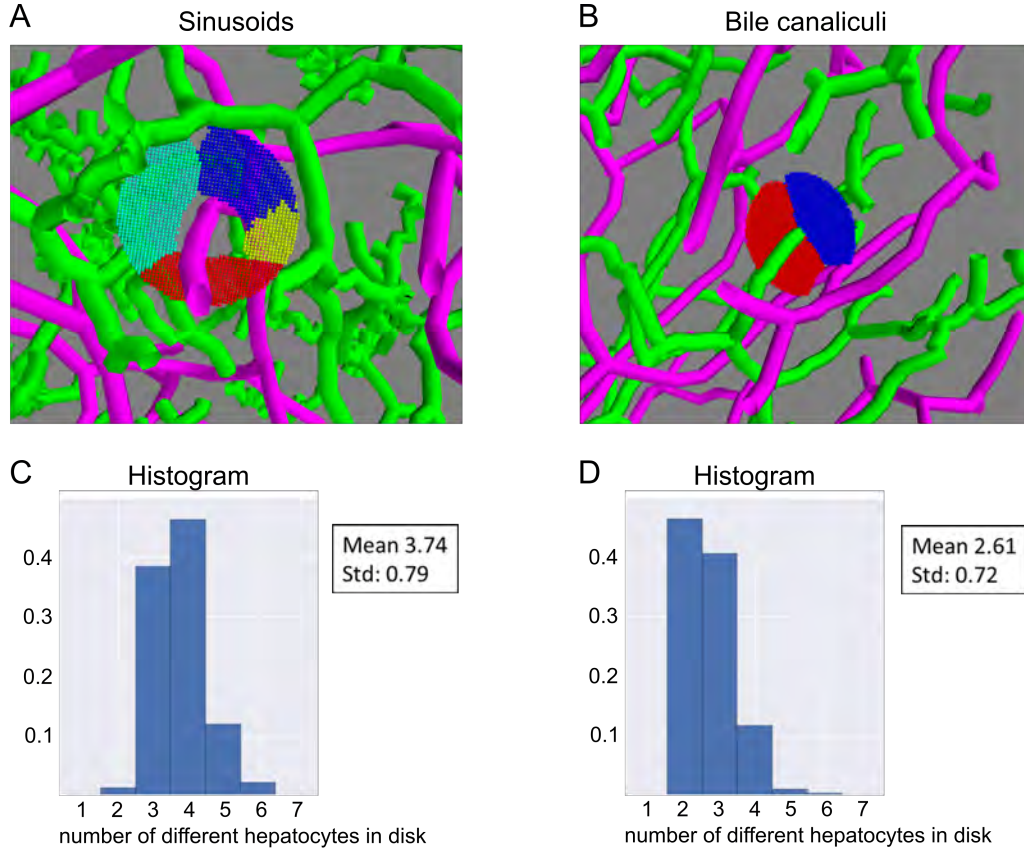 A
Sinusoids
B
Bile canaliculi
C
Histogram
0.4
0.3
0.2
0.1
Mean 3.74
Std: 0.79
1 2 3 4 5 6 7
number of different hepatocytes in disk
D
Histogram
0.4
0.3
0.2
0.1
Mean 2.61
Std: 0.72
1 2 3 4 5 6 7
number of different hepatocytes in disk